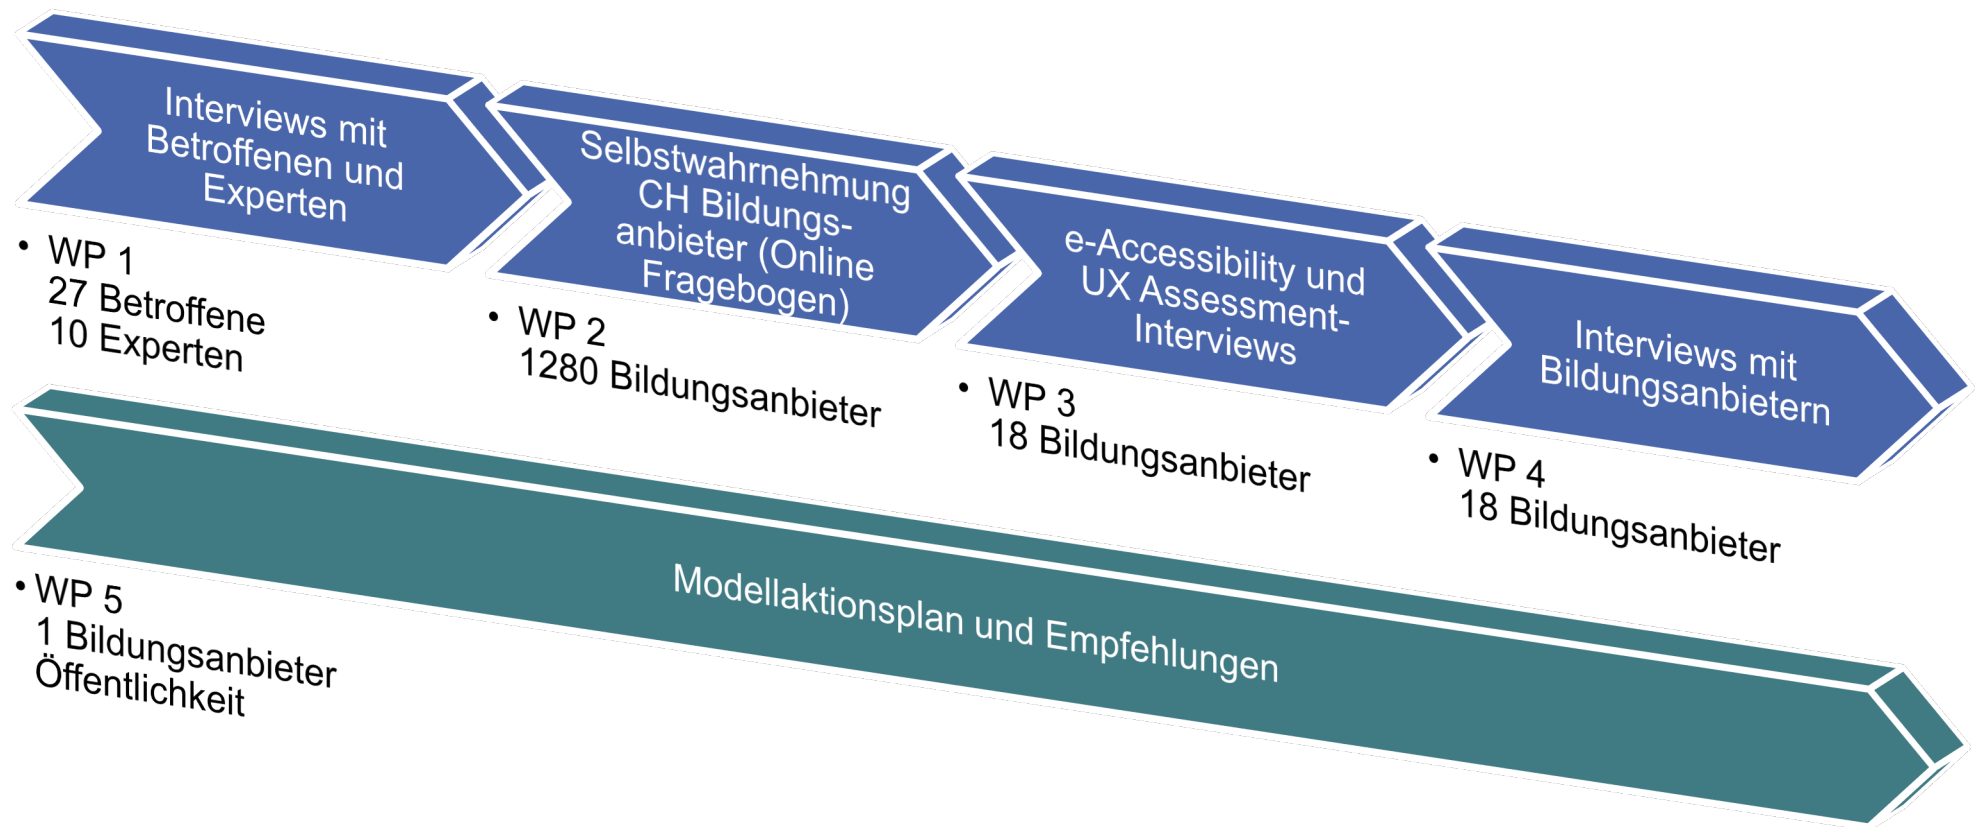 Interviews mit
Betroffenen und
Experten
• WP 1
27 Betroffene
10 Experten
Selbstwahrnehmung
CH Bildungs-
anbieter (Online
Fragebogen)
• WP 2
1280 Bildungsanbieter
e-Accessibility und
UX Assessment-
Interviews
• WP 3
18 Bildungsanbieter
Interviews mit
Bildungsanbietern
• WP 4
18 Bildungsanbieter
Modellaktionsplan und Empfehlungen
• WP 5
1 Bildungsanbieter
Öffentlichkeit